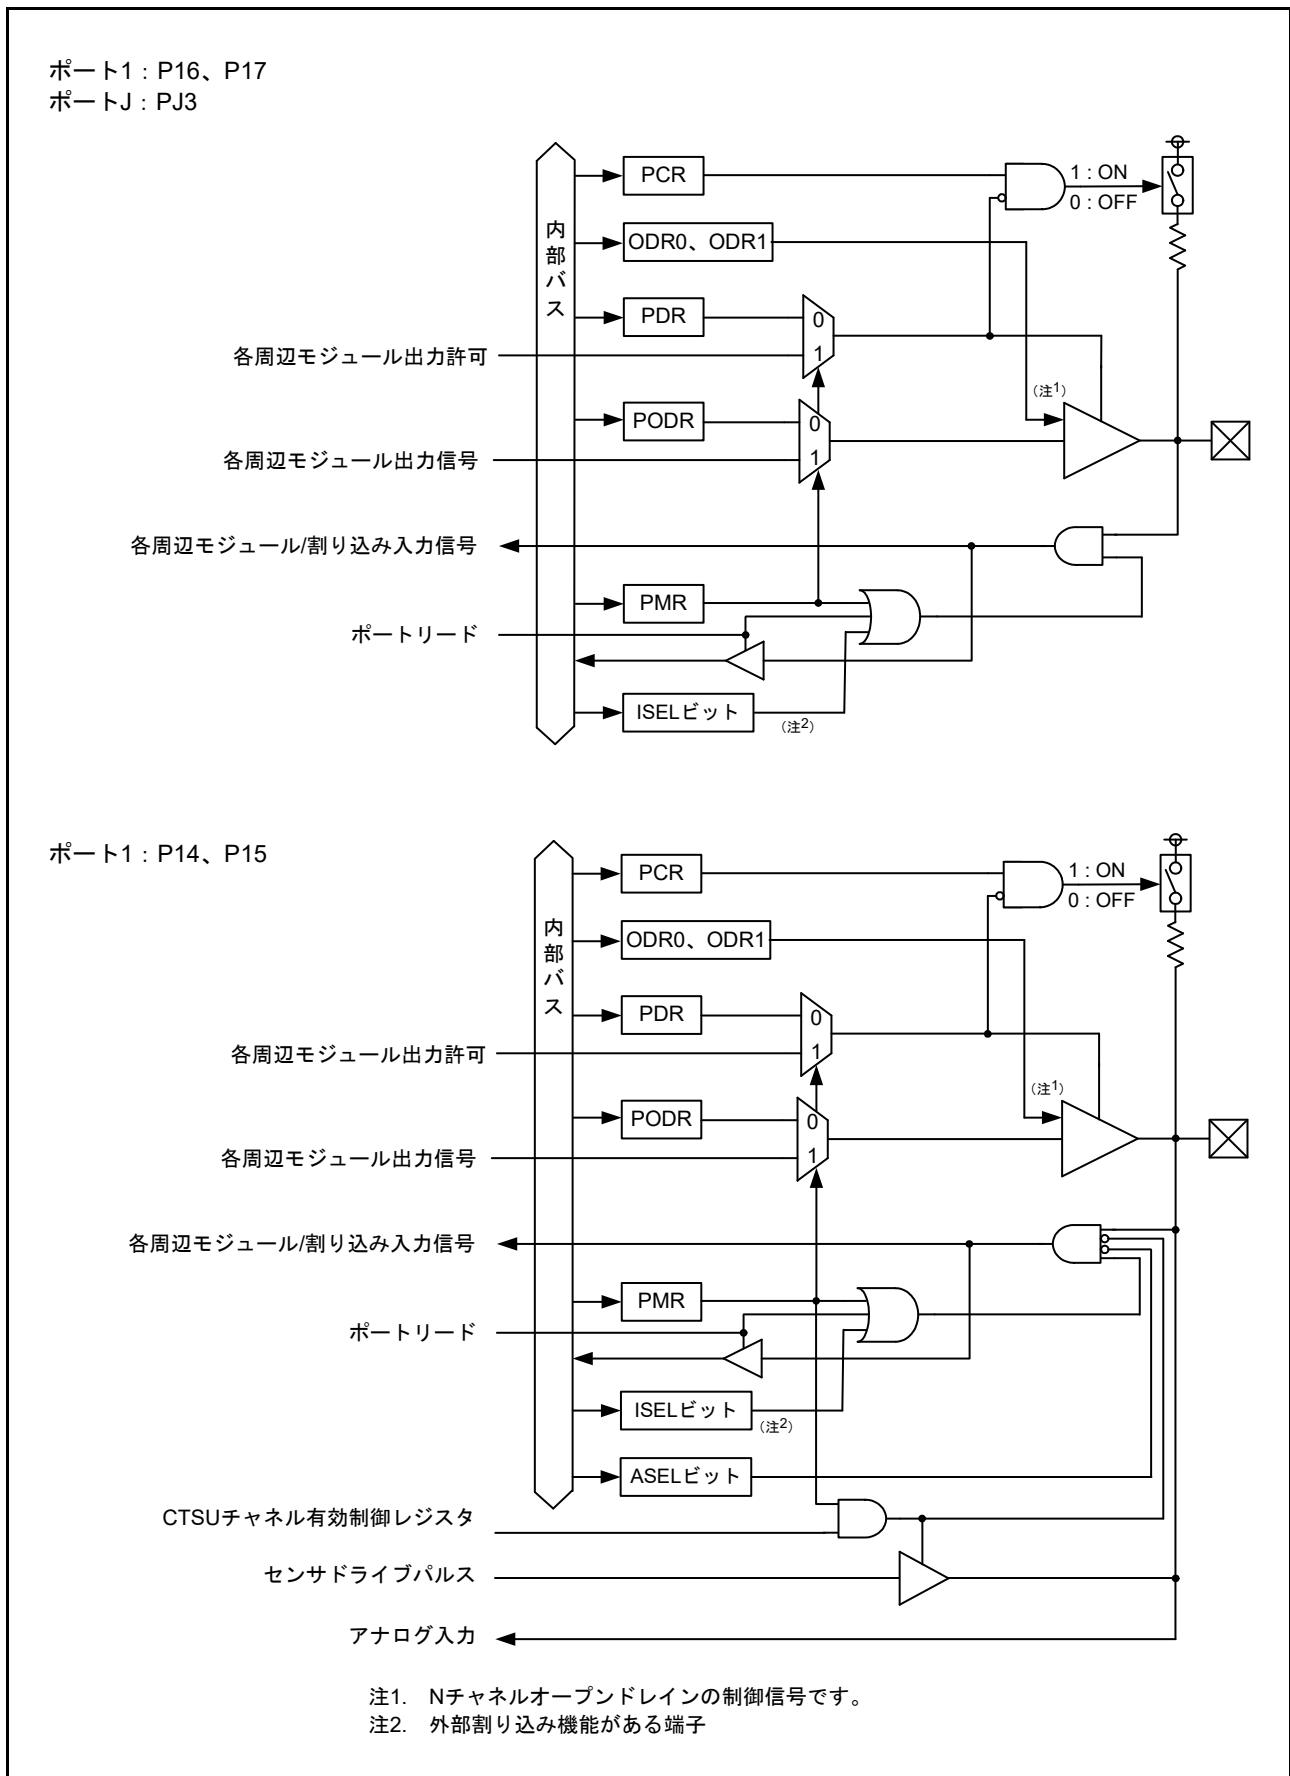 ポート1：P16、P17
ポートJ：PJ3
PCR
1 : ON
0 : OFF
内部バス
ODR0、ODR1
PDR
0
各周辺モジュール出力許可
1
（注1）
PODR
0
各周辺モジュール出力信号
1
各周辺モジュール/割り込み入力信号
PMR
ポートリード
ISELビット
（注2）
ポート1：P14、P15
PCR
1 : ON
0 : OFF
内部バス
ODR0、ODR1
PDR
0
各周辺モジュール出力許可
1
（注1）
PODR
0
各周辺モジュール出力信号
1
各周辺モジュール/割り込み入力信号
PMR
ポートリード
ISELビット
（注2）
ASELビット
CTSUチャネル有効制御レジスタ
センサドライブパルス
アナログ入力
注1. Nチャネルオープンドレインの制御信号です。
注2. 外部割り込み機能がある端子